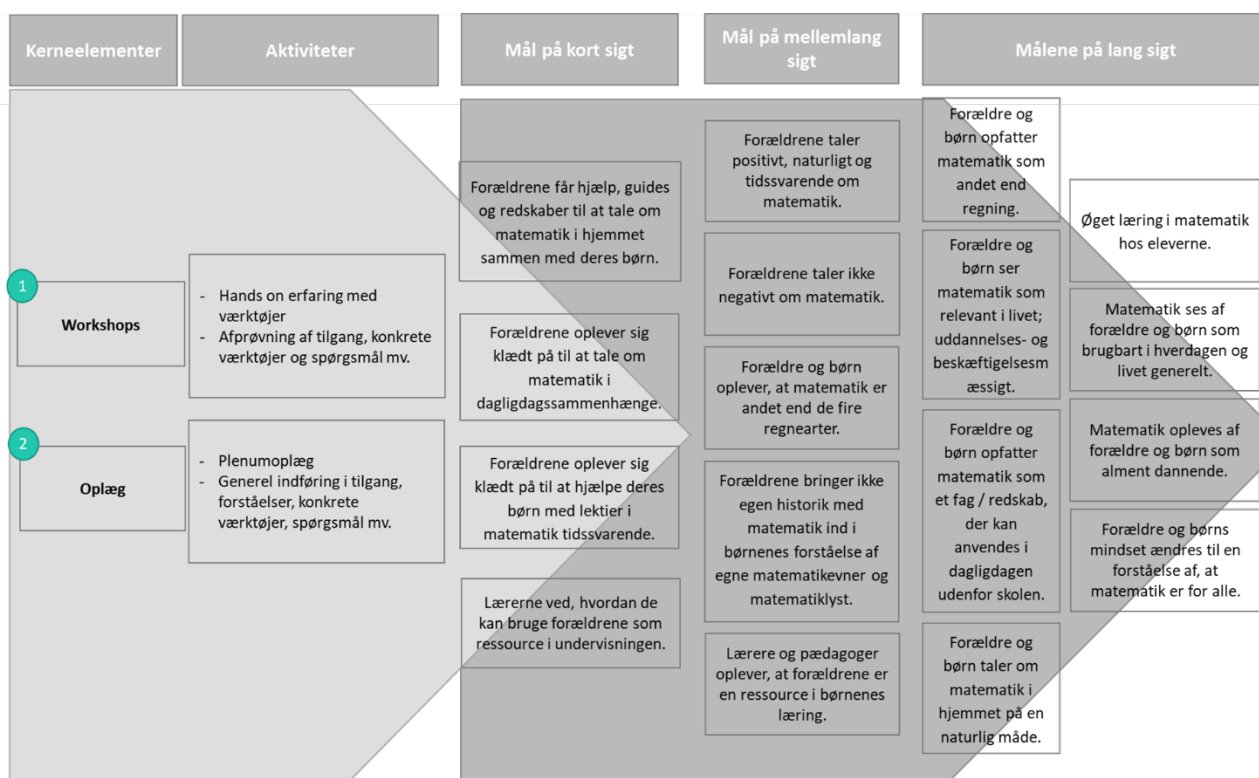 Kerneelementer
Aktiviteter
Mål på kort sigt
Mål på mellemlang
sigt
Målene på lang sigt
1
Workshops
- Hands on erfaring med
værktøjer
- Afprøvning af tilgang, konkrete
værktøjer og spørgsmål mv.
2
Oplæg
- Plenumoplæg
- Generel indføring i tilgang,
forståelser, konkrete
værktøjer, spørgsmål mv.
Forældrene får hjælp, guides
og redskaber til at tale om
matematik i hjemmet
sammen med deres børn.
Forældrene oplever sig
klædt på til at tale om
matematik i
dagligdagssammenhænge.
Forældrene oplever sig
klædt på til at hjælpe deres
børn med lektier i
matematik tidssvarende.
Lærerne ved, hvordan de
kan bruge forældrene som
ressource i undervisningen.
Forældrene taler
positivt, naturligt og
tidssvarende om
matematik.
Forældrene taler ikke
negativt om matematik.
Forældre og børn
oplever, at matematik er
andet end de fire
regnearter.
Forældrene bringer ikke
egen historik med
matematik ind i
børnenes forståelse af
egne matematikevner og
matematiklyst.
Lærere og pædagoger
oplever, at forældrene er
en ressource i børnenes
læring.
Forældre og
børn opfatter
matematik som
andet end
regning.
Forældre og
børn ser
matematik som
relevant i livet;
uddannelses- og
beskæftigelsesm
æssigt.
Forældre og
børn opfatter
matematik som
et fag / redskab,
der kan
anvendes i
dagligdagen
udenfor skolen.
Forældre og
børn taler om
matematik i
hjemmet på en
naturlig måde.
Øget læring i matematik
hos eleverne.
Matematik ses af
forældre og børn som
brugbart i hverdagen og
livet generelt.
Matematik opleves af
forældre og børn som
alment dannende.
Forældre og børns
mindset ændres til en
forståelse af, at
matematik er for alle.